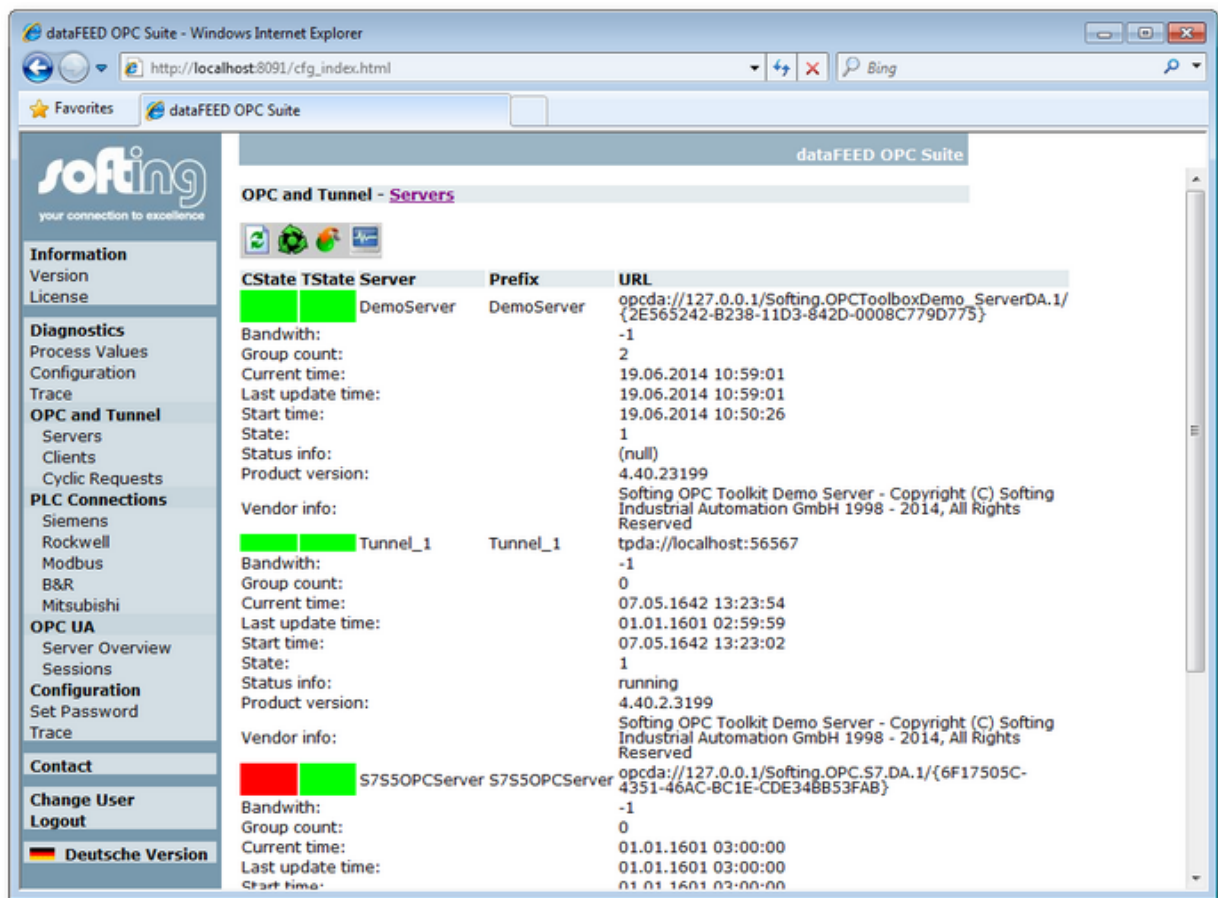 dataFEED OPC Suite - Windows Internet Explorer
http://localhost:8091/cfg_index.html
Bing
Favorites
dataFEED OPC Suite
softing
your connection to excellence
Information
Version
License
Diagnostics
Process Values
Configuration
Trace
OPC and Tunnel
Servers
Clients
Cyclic Requests
PLC Connections
Siemens
Rockwell
Modbus
B&R
Mitsubishi
OPC UA
Server Overview
Sessions
Configuration
Set Password
Trace
Contact
Change User
Logout
Deutsche Version
dataFEED OPC Suite
OPC and Tunnel - Servers
CState TState Server Prefix URL
DemoServer DemoServer opcda://127.0.0.1/Softing.OPCToolboxDemo_ServerDA.1/
{2E565242-B238-11D3-842D-0008C779D775}
Bandwith: -1
Group count: 2
Current time: 19.06.2014 10:59:01
Last update time: 19.06.2014 10:59:01
Start time: 19.06.2014 10:50:26
State: 1
Status info: (null)
Product version: 4.40.23199
Vendor info: Softing OPC Toolkit Demo Server - Copyright (C) Softing
Industrial Automation GmbH 1998 - 2014, All Rights
Reserved
Tunnel_1 Tunnel_1 tpda://localhost:56567
Bandwith: -1
Group count: 0
Current time: 07.05.1642 13:23:54
Last update time: 01.01.1601 02:59:59
Start time: 07.05.1642 13:23:02
State: 1
Status info: running
Product version: 4.40.2.3199
Vendor info: Softing OPC Toolkit Demo Server - Copyright (C) Softing
Industrial Automation GmbH 1998 - 2014, All Rights
Reserved
S7S5OPCServer S7S5OPCServer opcda://127.0.0.1/Softing.OPC.S7.DA.1/{6F17505C-
4351-46AC-BC1E-CDE34BB53FAB}
Bandwith: -1
Group count: 0
Current time: 01.01.1601 03:00:00
Last update time: 01.01.1601 03:00:00
Start time: 01.01.1601 03:00:00